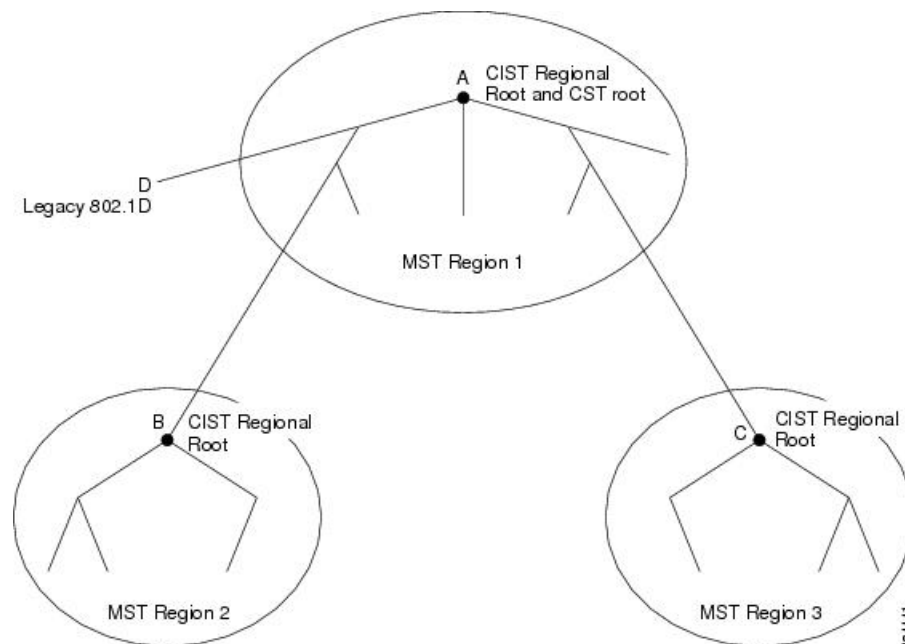 A
CIST Regional
Root and CST root
D
Legacy 802.1D
MST Region 1
B
CIST Regional
Root
C
CIST Regional
Root
MST Region 2
MST Region 3